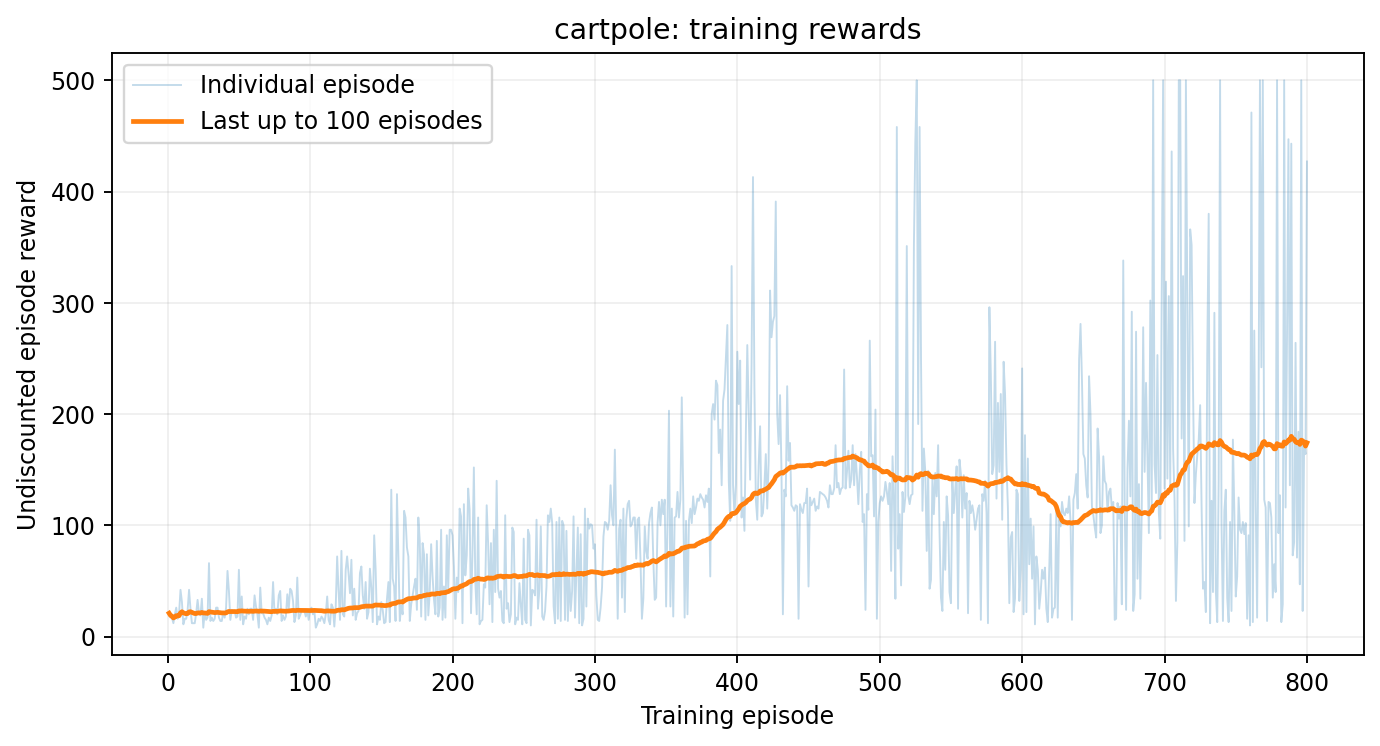 cartpole: training rewards
500
400
300
200
100
0
Undiscounted episode reward
Individual episode
Last up to 100 episodes
0 100 200 300 400 500 600 700 800
Training episode